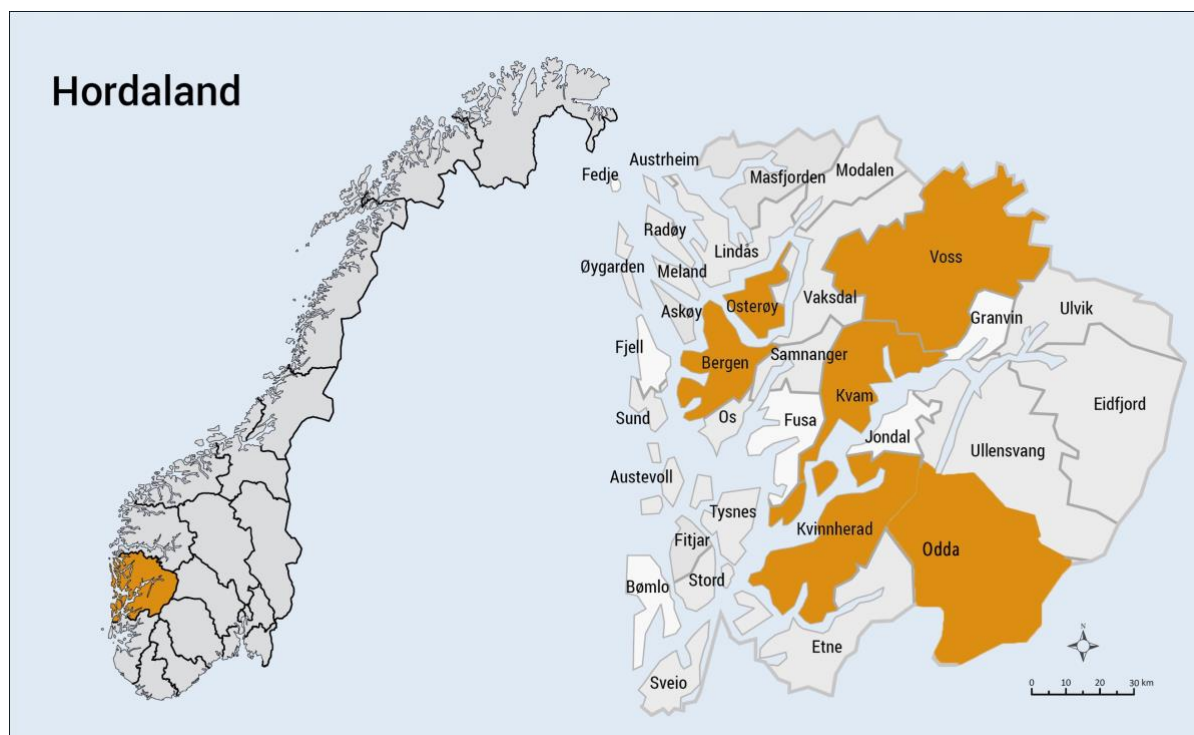 Hordaland
Austrheim
Fedje
Masfjorden
Modalen
Radøy
Lindås
Voss
Øygarden
Meland
Vaksdal
Osterøy
Askøy
Granvin
Ulvik
Fjell
Bergen
Samnanger
Kvam
Eidfjord
Sund
Os
Fusa
Jondal
Ullensvang
Austevoll
Tysnes
Kvinnherad
Fitjar
Odda
Bømlo
Stord
Etne
Sveio
0 10 20 30 km